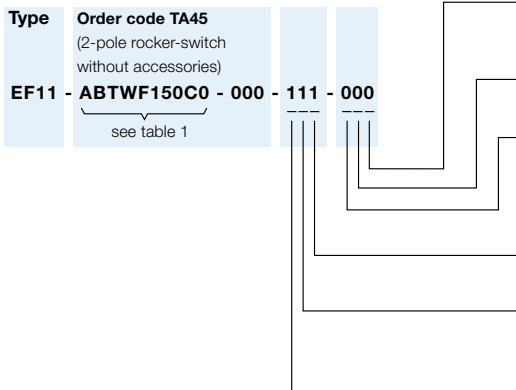 Type Order code TA45
(2-pole rocker-switch
without accessories)
EF11 - ABTWF150C0 - 000 - 111 - 000
see table 1